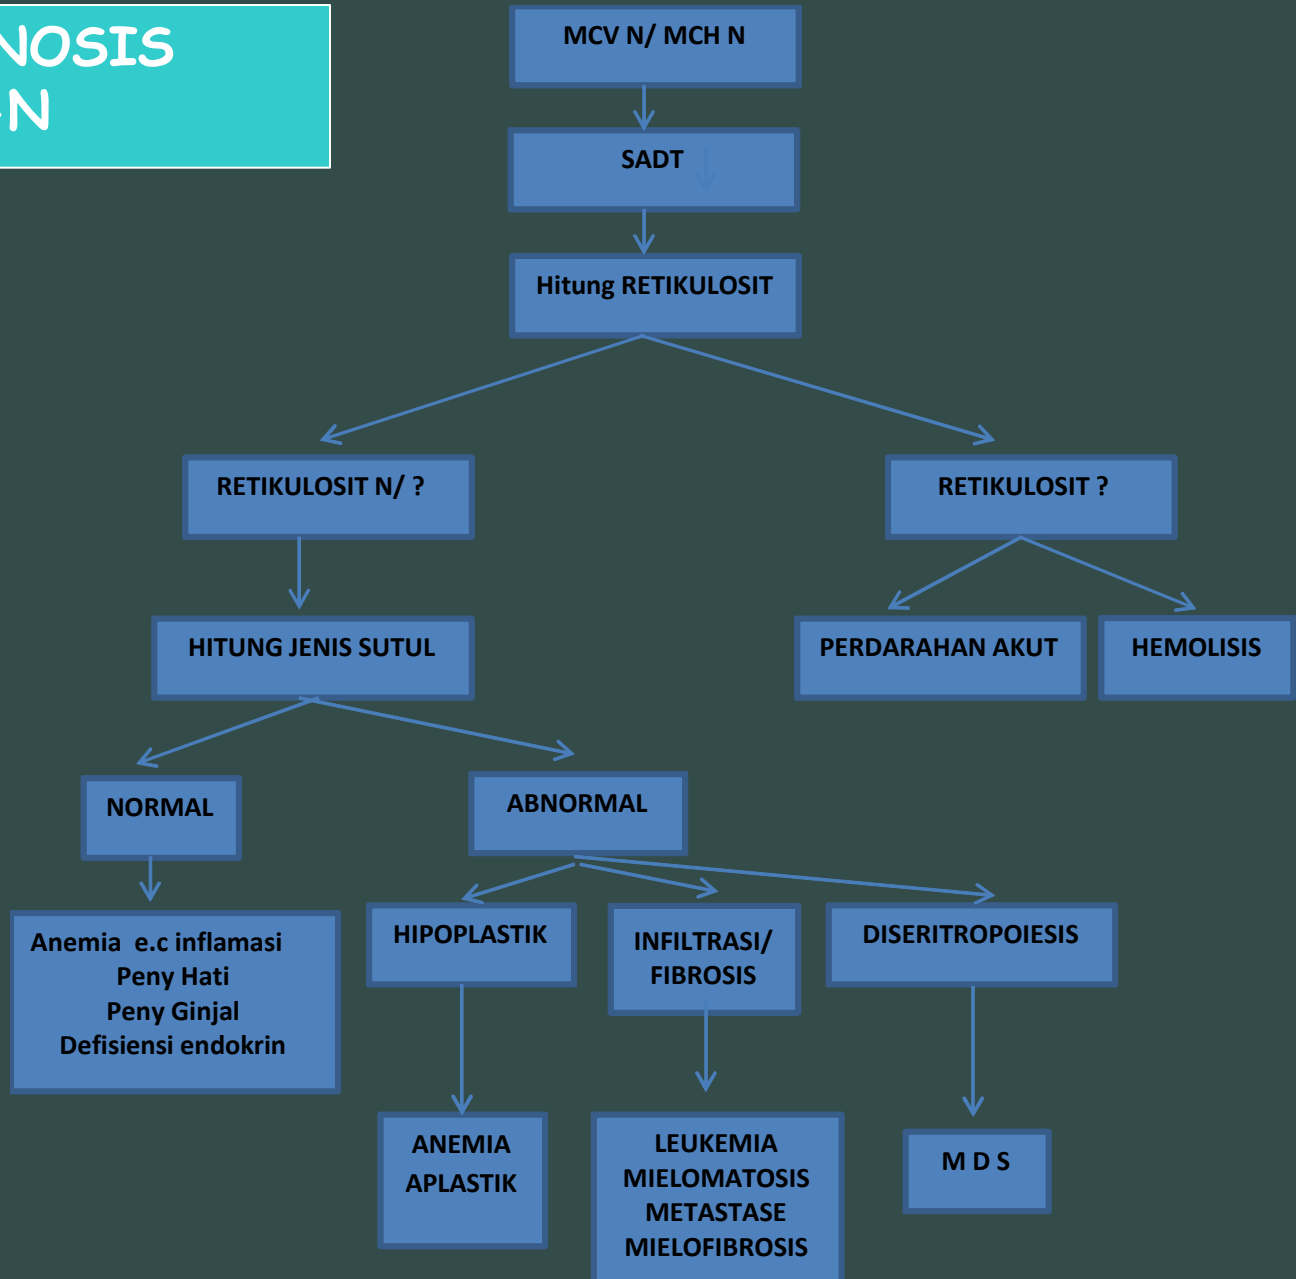 NOSIS
-N
MCV N/ MCH N
SADT
Hitung RETIKULOSIT
RETIKULOSIT N/ ?
RETIKULOSIT ?
HITUNG JENIS SUTUL
PERDARAHAN AKUT
HEMOLISIS
NORMAL
ABNORMAL
Anemia e.c inflamasi
Peny Hati
Peny Ginjal
Defisiensi endokrin
HIPOPLASTIK
INFILTRASI/
FIBROSIS
DISERITROPOIESIS
ANEMIA
APLASTIK
LEUKEMIA
MIELOMATOSIS
METASTASE
MIELOFIBROSIS
M D S